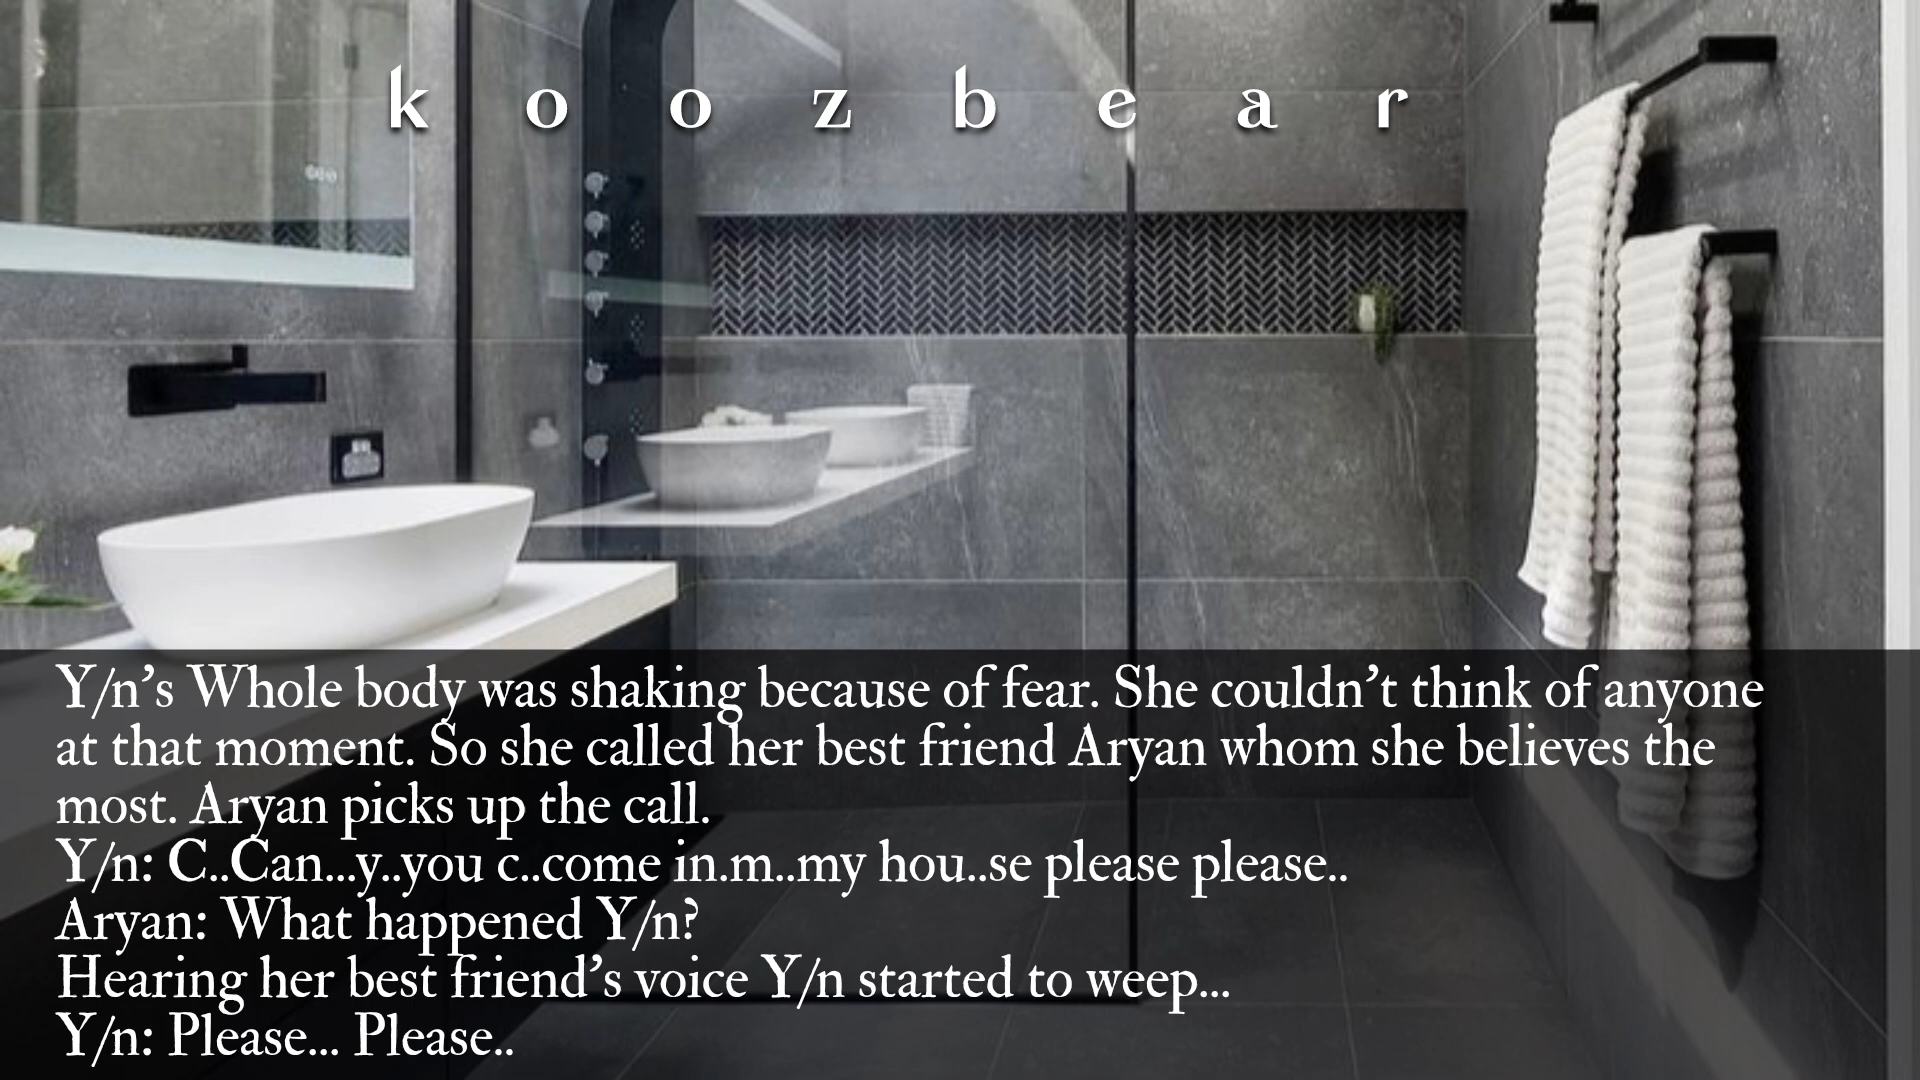 koozbear
Y/n's Whole body was shaking because of fear. She couldn't think of anyone
at that moment. So she called her best friend Aryan whom she believes the
most. Aryan picks up the call.
Y/n: C..Can...y..you c..come in.m..my hou..se please please..
Aryan: What happened Y/n?
Hearing her best friend's voice Y/n started to weep...
Y/n: Please... Please..